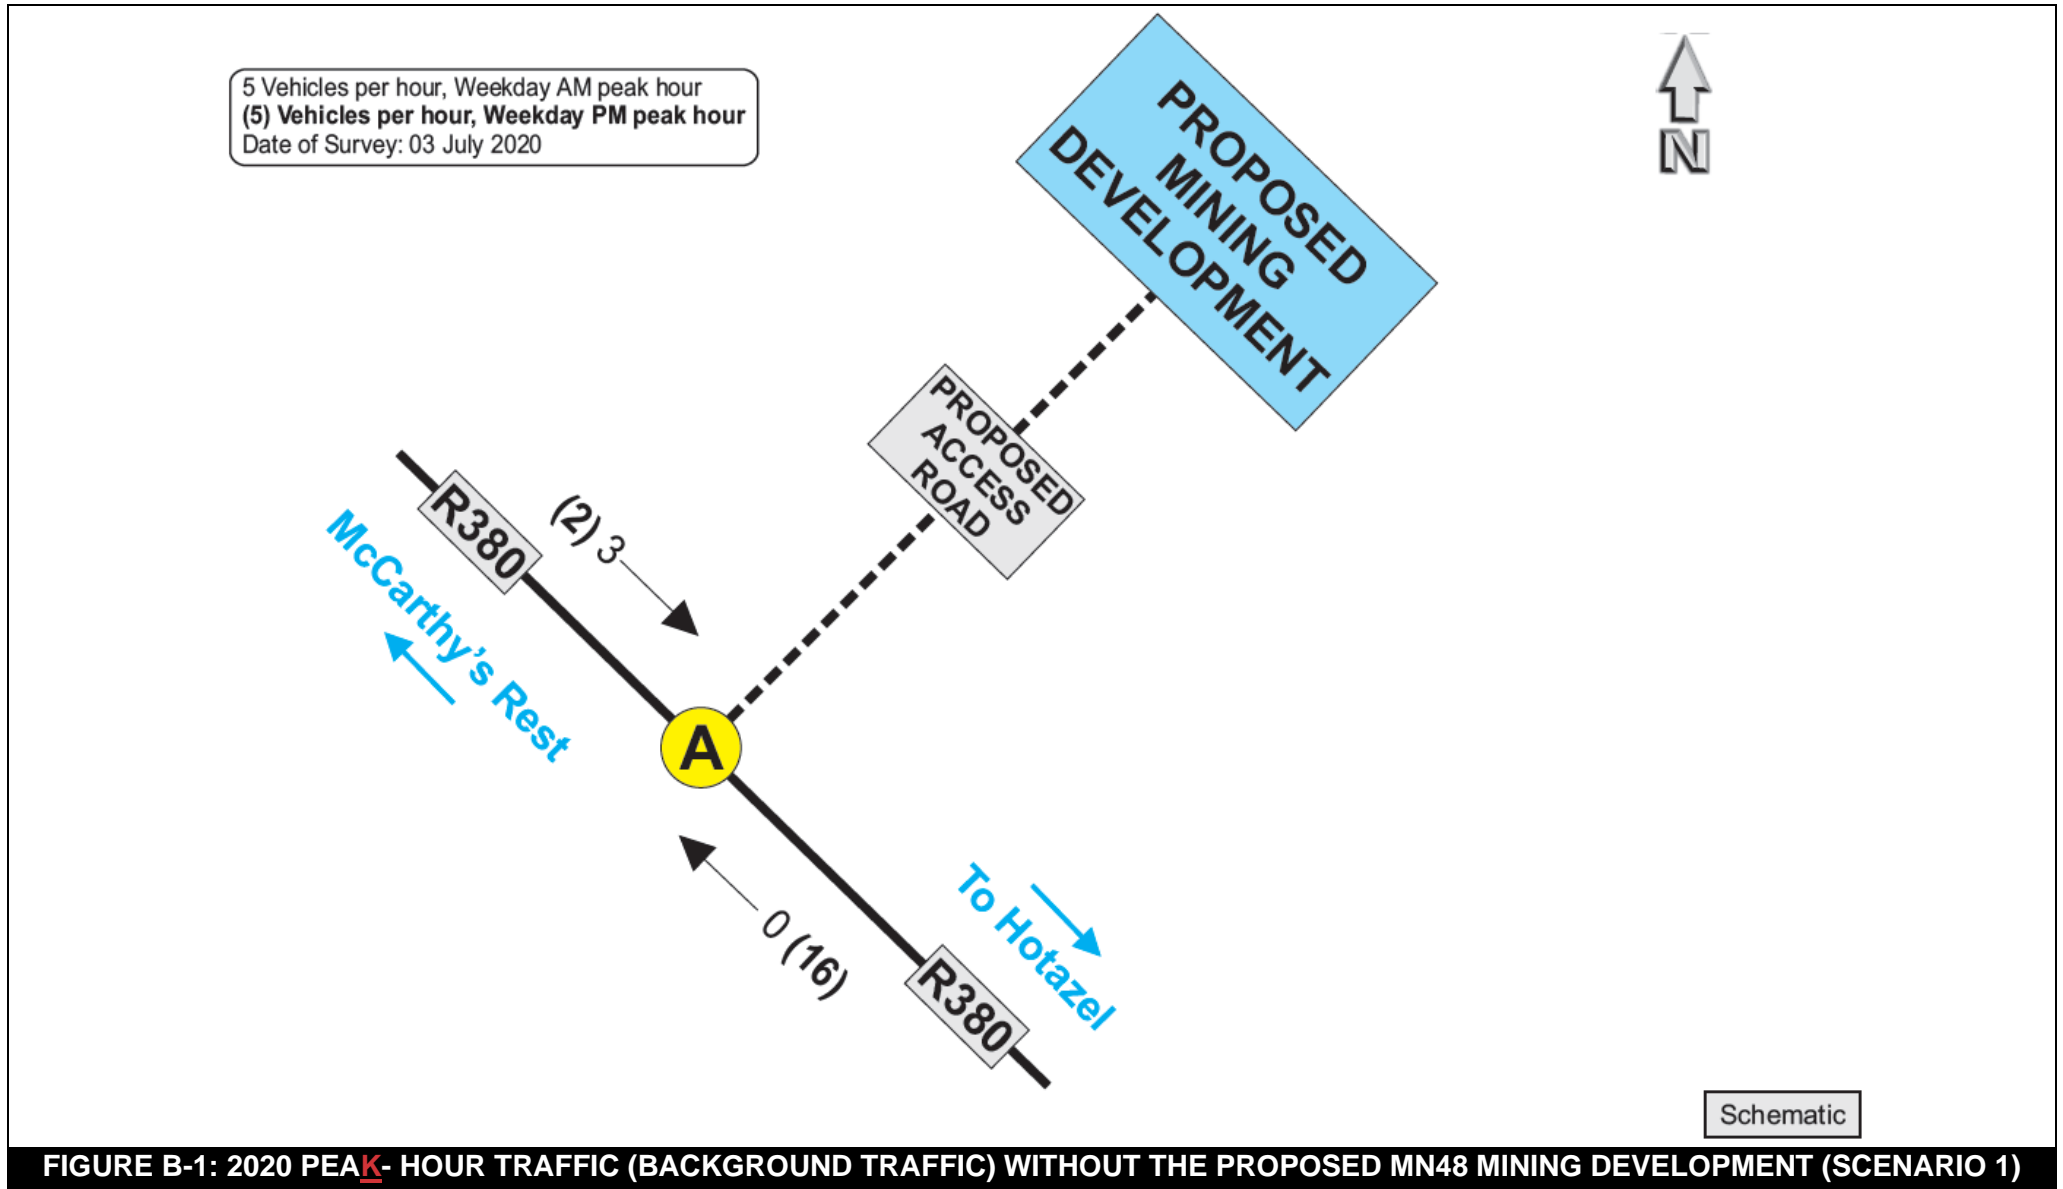 5 Vehicles per hour, Weekday AM peak hour
(5) Vehicles per hour, Weekday PM peak hour
Date of Survey: 03 July 2020
N
PROPOSED
MINING
DEVELOPMENT
PROPOSED
ACCESS
ROAD
R380
(2) 3
McCarthy's Rest
A
0 (16)
To Hotazel
R380
Schematic
FIGURE B-1: 2020 PEAK- HOUR TRAFFIC (BACKGROUND TRAFFIC) WITHOUT THE PROPOSED MN48 MINING DEVELOPMENT (SCENARIO 1)